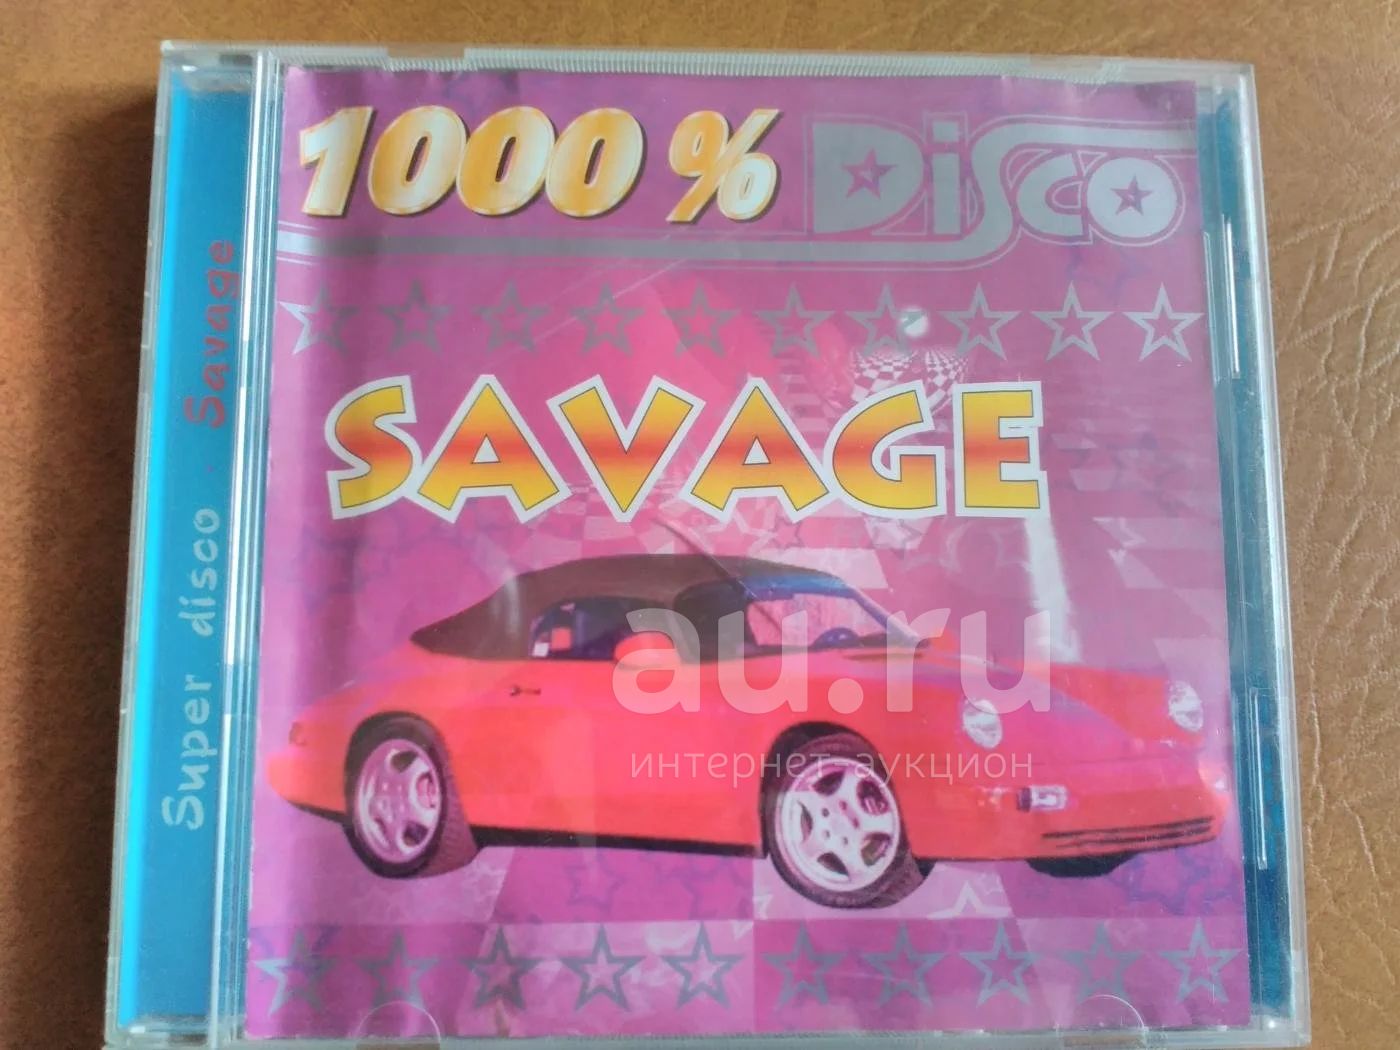 1000 % DiSCO
SAVAGE
Super disco Savage
au.ru
интернет аукцион